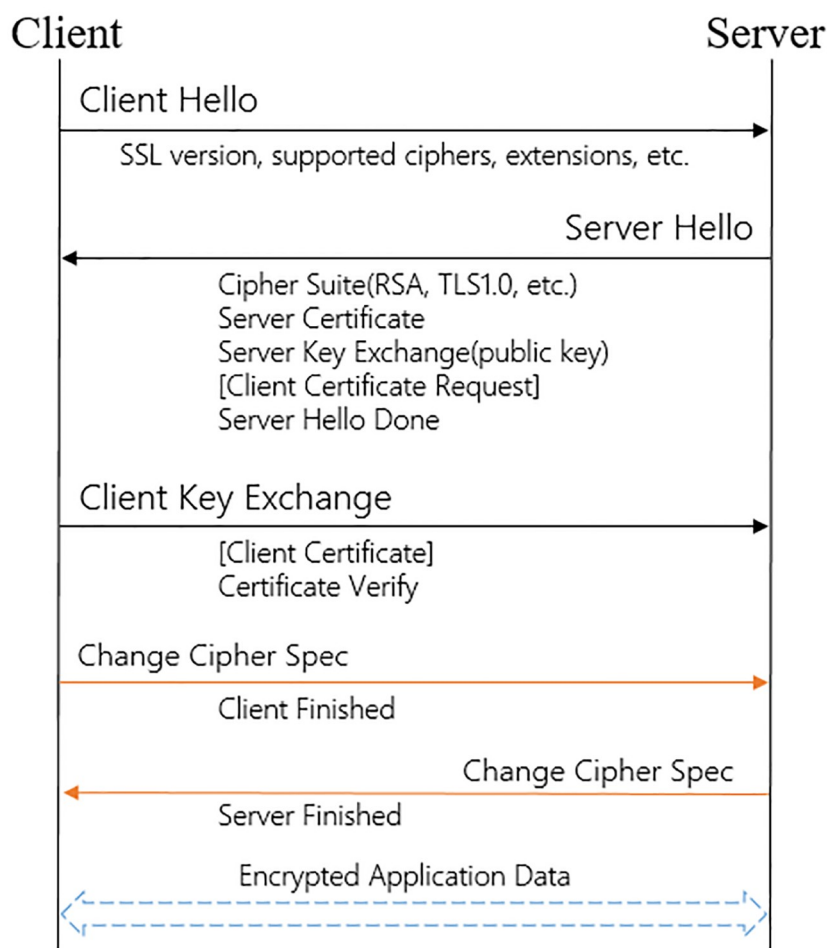 Client
Server
Client Hello
SSL version, supported ciphers, extensions, etc.
Server Hello
Cipher Suite(RSA, TLS1.0, etc.)
Server Certificate
Server Key Exchange(public key)
[Client Certificate Request]
Server Hello Done
Client Key Exchange
[Client Certificate]
Certificate Verify
Change Cipher Spec
Client Finished
Change Cipher Spec
Server Finished
Encrypted Application Data